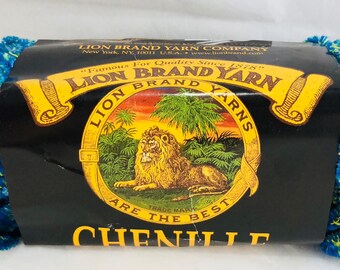 LION BRAND YARN COMPANY
New York, NY, 10011 U.S.A. • www.lionbrand.com
"Famous For Quality Since 1878"
LION BRAND YARN
LION BRAND YARNS
TRADEMARK
ARE THE BEST
CHENILLE